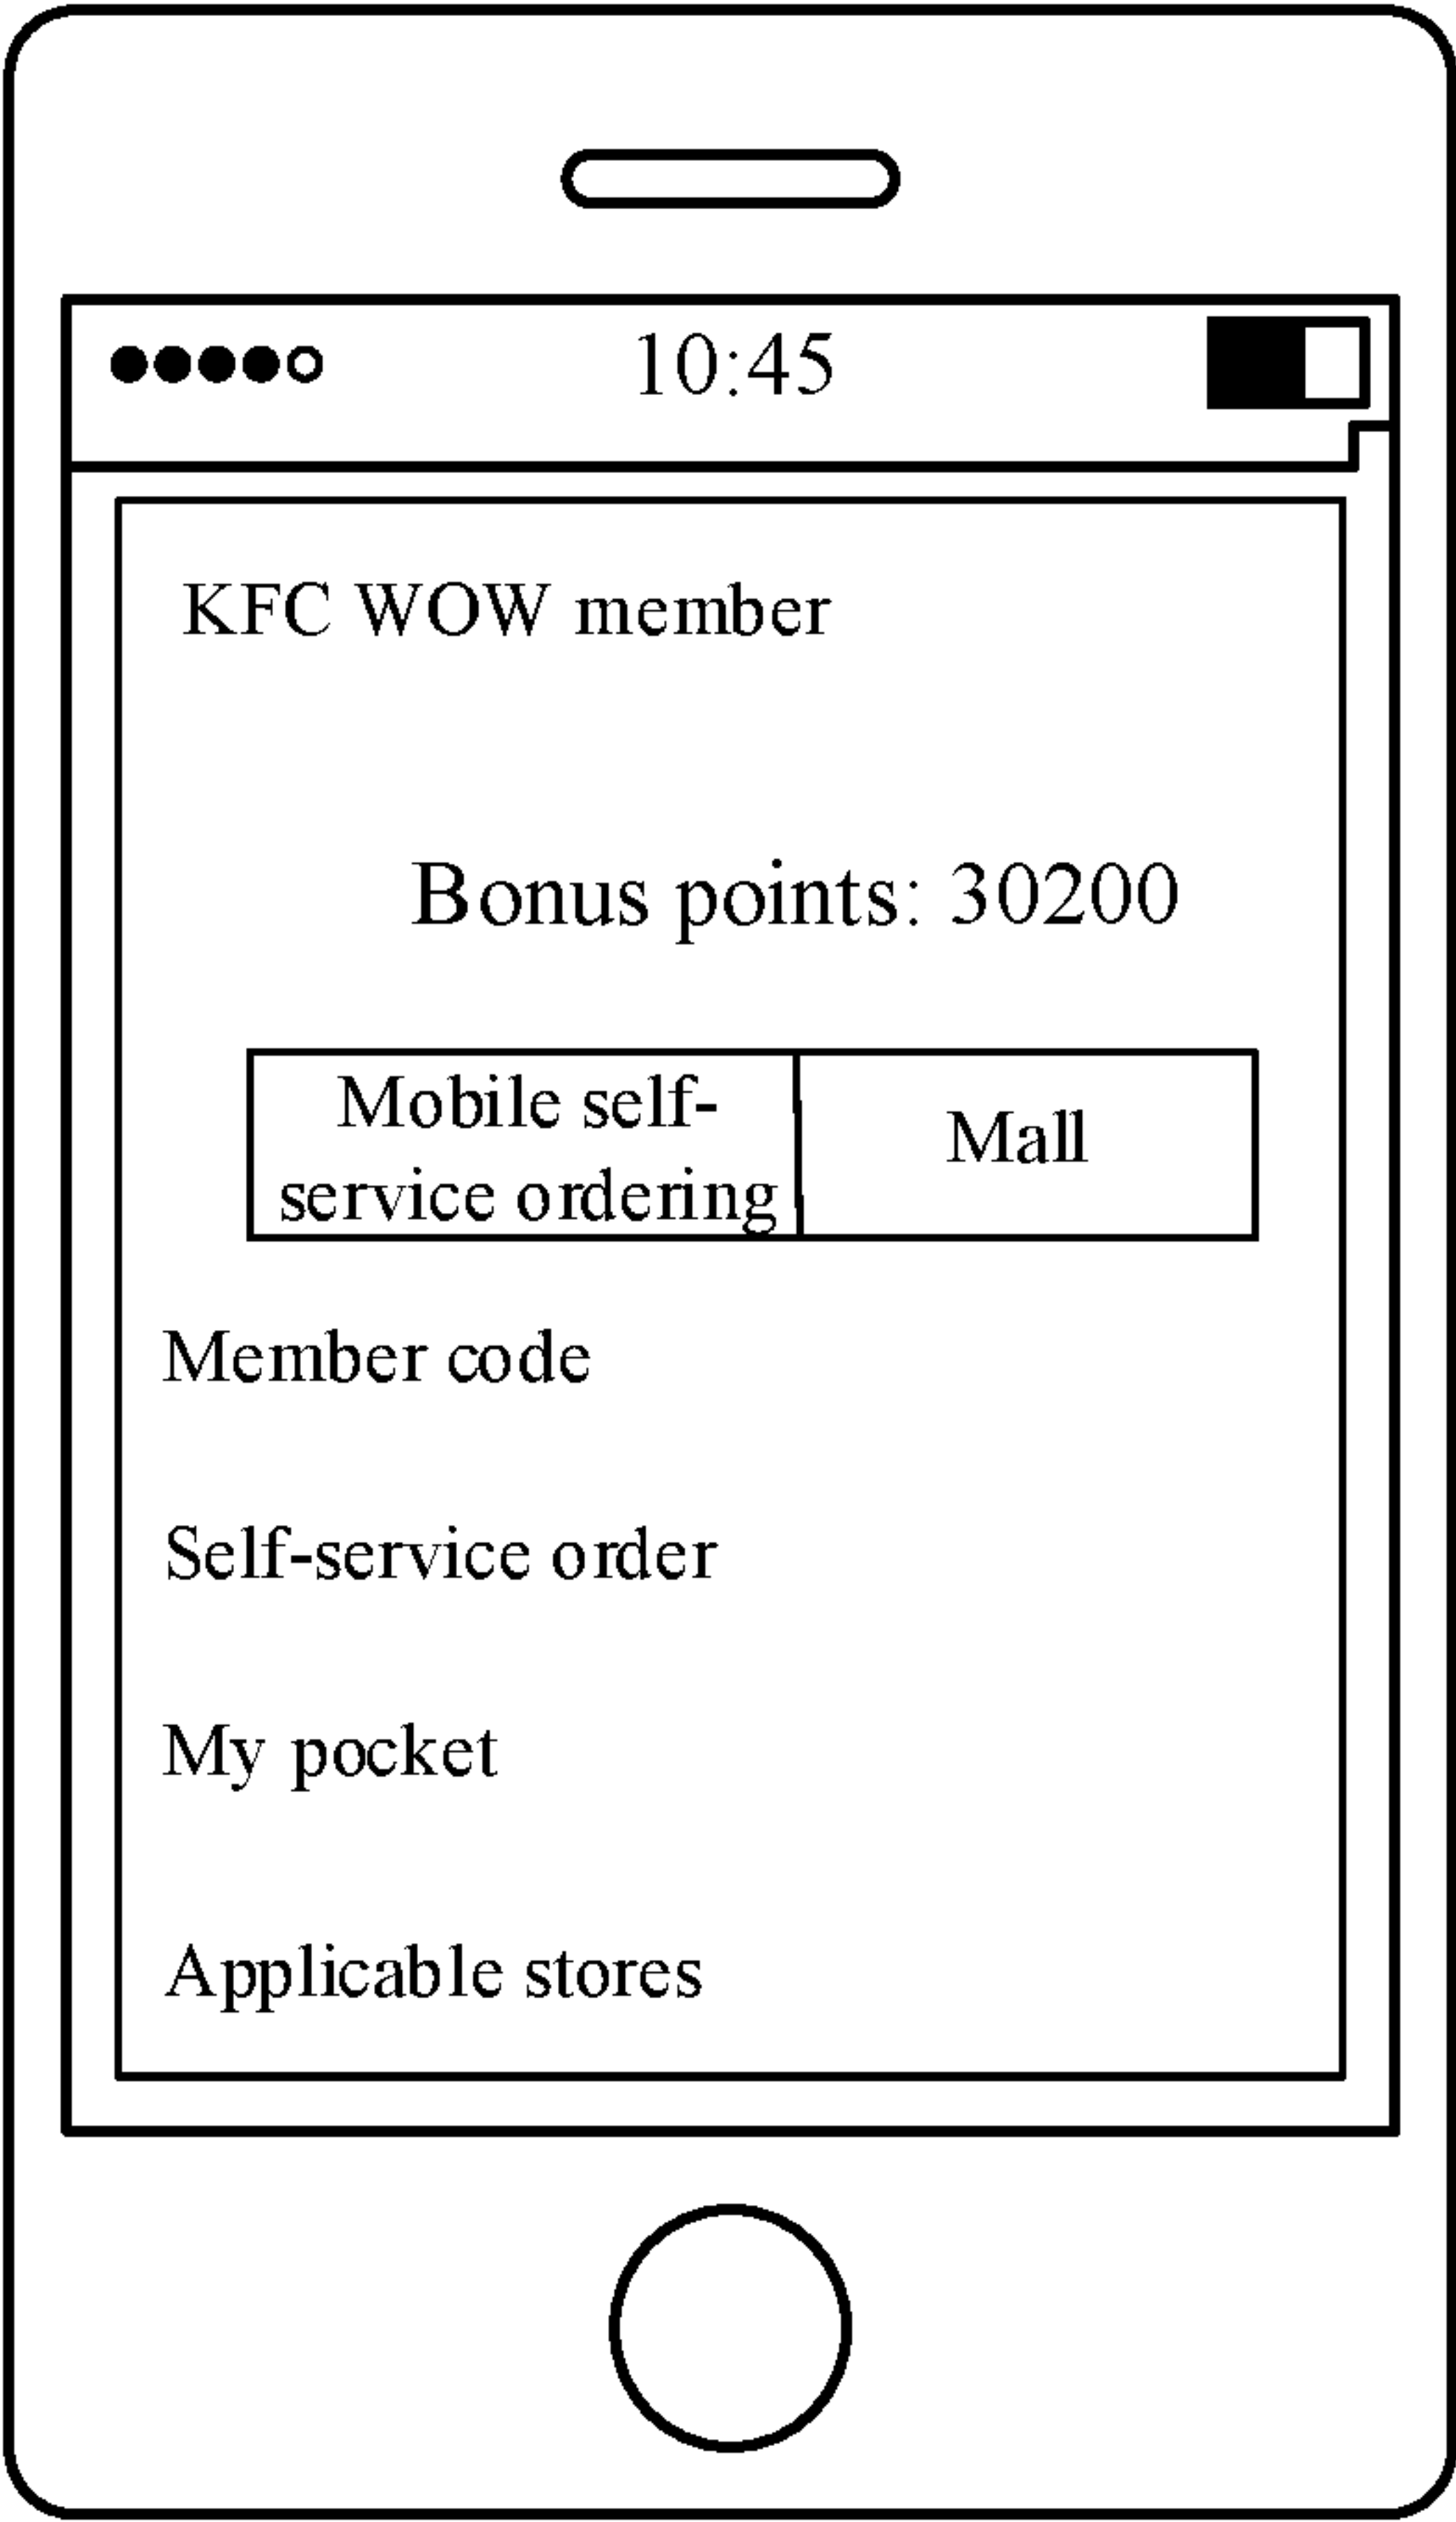 10:45
KFC WOW member
Bonus points: 30200
Mobile self-
service ordering
Mall
Member code
Self-service order
My pocket
Applicable stores